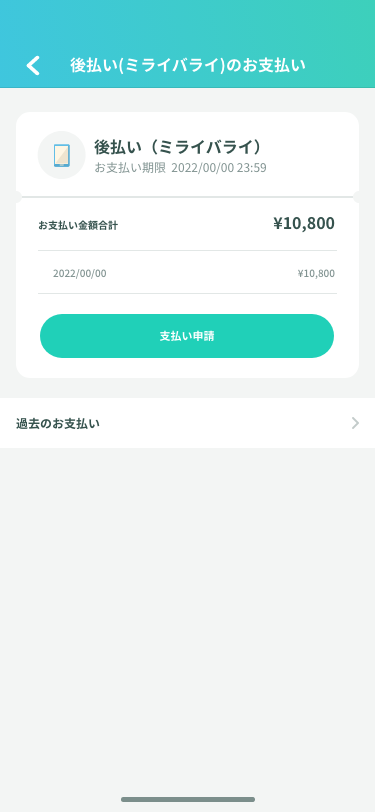 後払い(ミライバライ)のお支払い
後払い（ミライバライ）
お支払い期限 2022/00/00 23:59
お支払い金額合計 ¥10,800
2022/00/00 ¥10,800
支払い申請
過去のお支払い